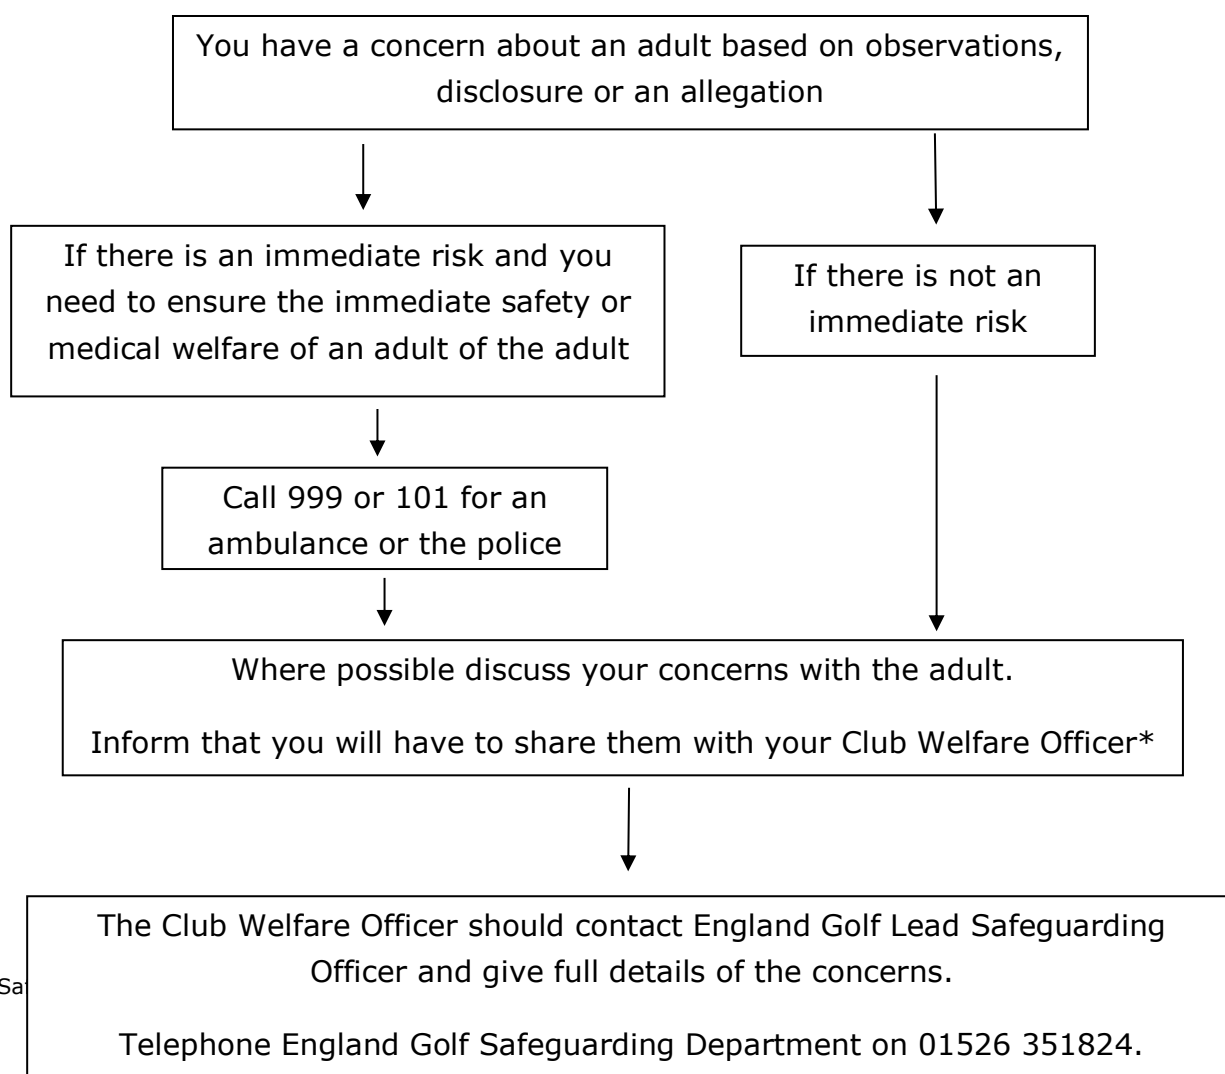 You have a concern about an adult based on observations,
disclosure or an allegation
If there is an immediate risk and you
need to ensure the immediate safety or
medical welfare of an adult of the adult
If there is not an
immediate risk
Call 999 or 101 for an
ambulance or the police
Where possible discuss your concerns with the adult.
Inform that you will have to share them with your Club Welfare Officer*
The Club Welfare Officer should contact England Golf Lead Safeguarding
Officer and give full details of the concerns.
Telephone England Golf Safeguarding Department on 01526 351824.